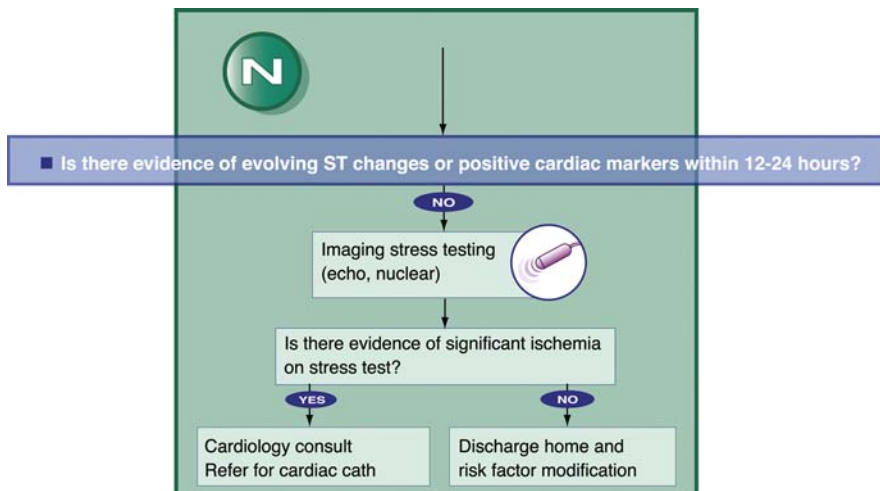 N
■ Is there evidence of evolving ST changes or positive cardiac markers within 12-24 hours?
NO
Imaging stress testing
(echo, nuclear)
Is there evidence of significant ischemia
on stress test?
YES
NO
Cardiology consult
Refer for cardiac cath
Discharge home and
risk factor modification